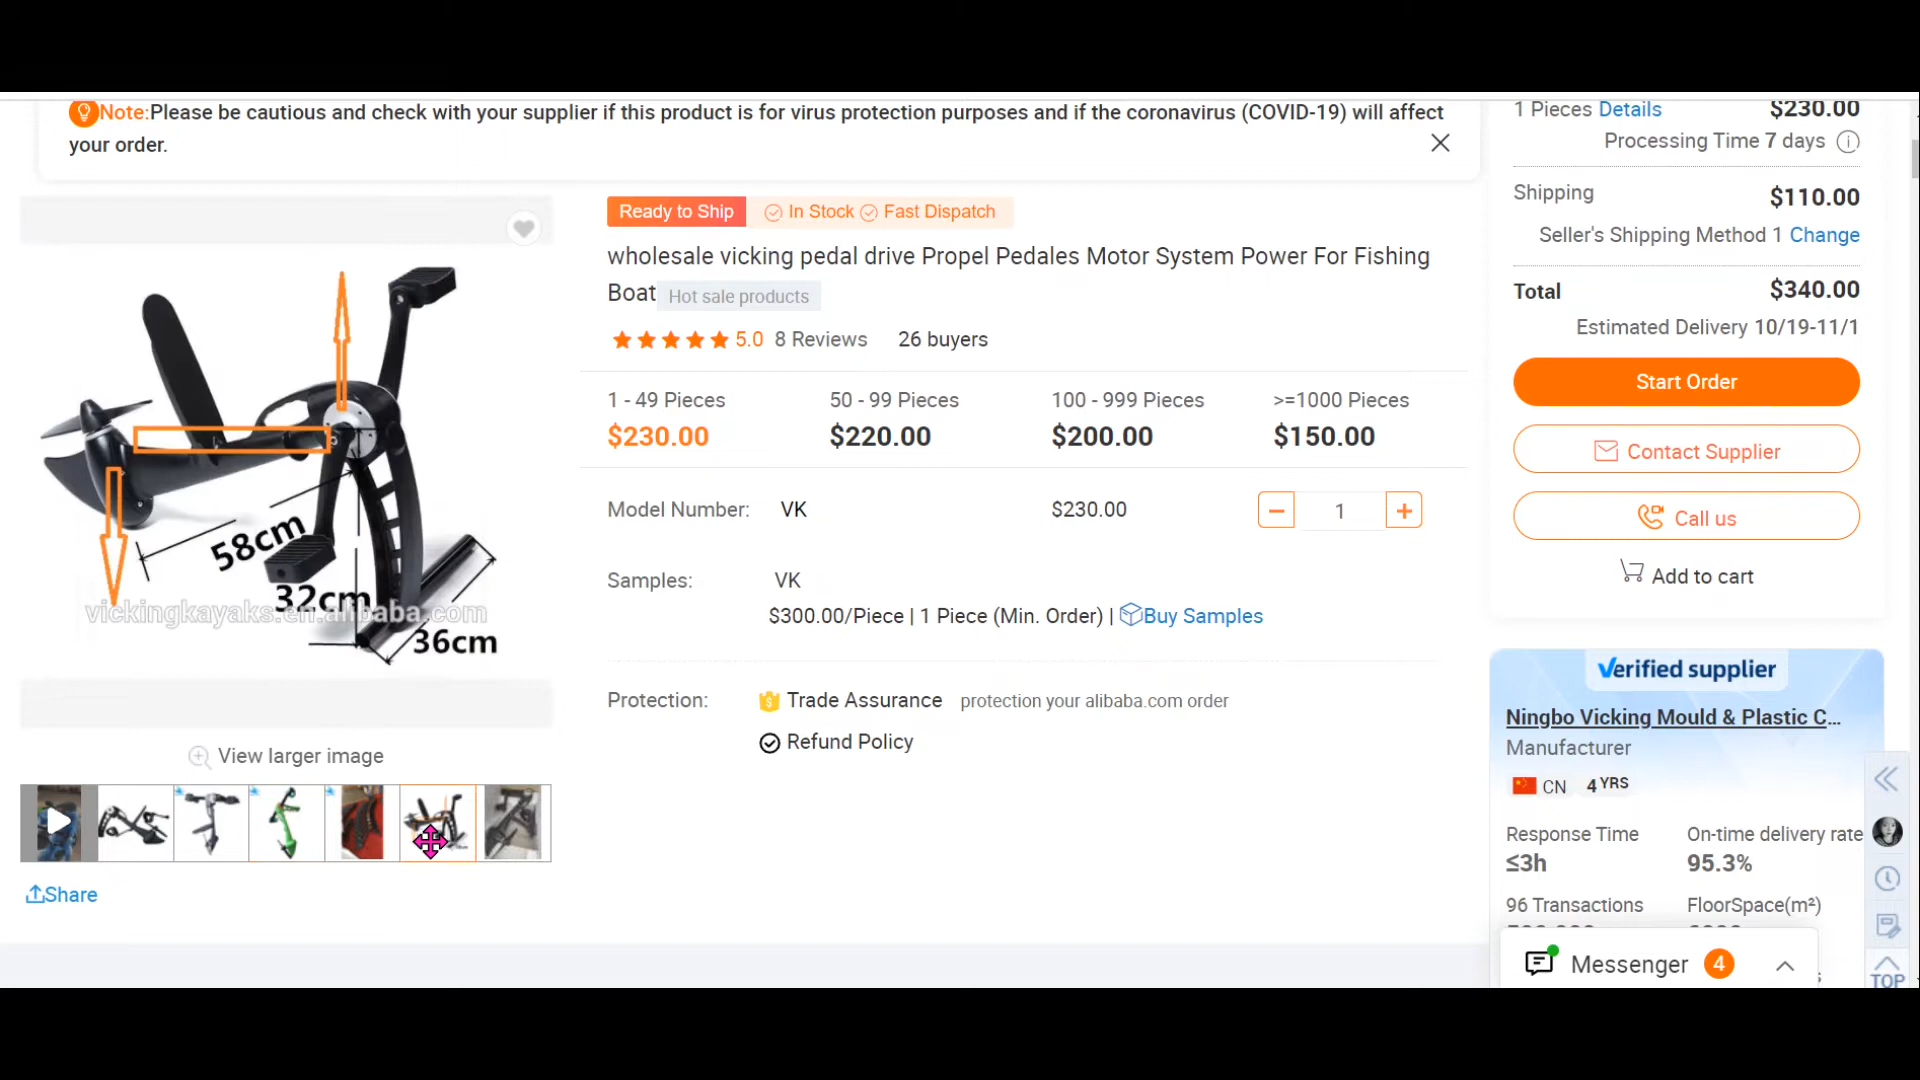 Note:Please be cautious and check with your supplier if this product is for virus protection purposes and if the coronavirus (COVID-19) will affect
your order.
58cm
32cm
vickingkayaks.en.alibaba.com
36cm
View larger image
Share
Ready to Ship In Stock Fast Dispatch
wholesale vicking pedal drive Propel Pedales Motor System Power For Fishing
Boat Hot sale products
5.0 8 Reviews 26 buyers
1 - 49 Pieces 50 - 99 Pieces 100 - 999 Pieces >=1000 Pieces
$230.00 $220.00 $200.00 $150.00
Model Number: VK $230.00 1
Samples: VK
$300.00/Piece | 1 Piece (Min. Order) | Buy Samples
Protection: Trade Assurance protection your alibaba.com order
Refund Policy
1 Pieces Details $230.00
Processing Time 7 days
Shipping $110.00
Seller's Shipping Method 1 Change
Total $340.00
Estimated Delivery 10/19-11/1
Start Order
Contact Supplier
Call us
Add to cart
Verified supplier
Ningbo Vicking Mould & Plastic C...
Manufacturer
CN 4 YRS
Response Time On-time delivery rate
≤3h 95.3%
96 Transactions FloorSpace(m²)
Messenger 4
TOP